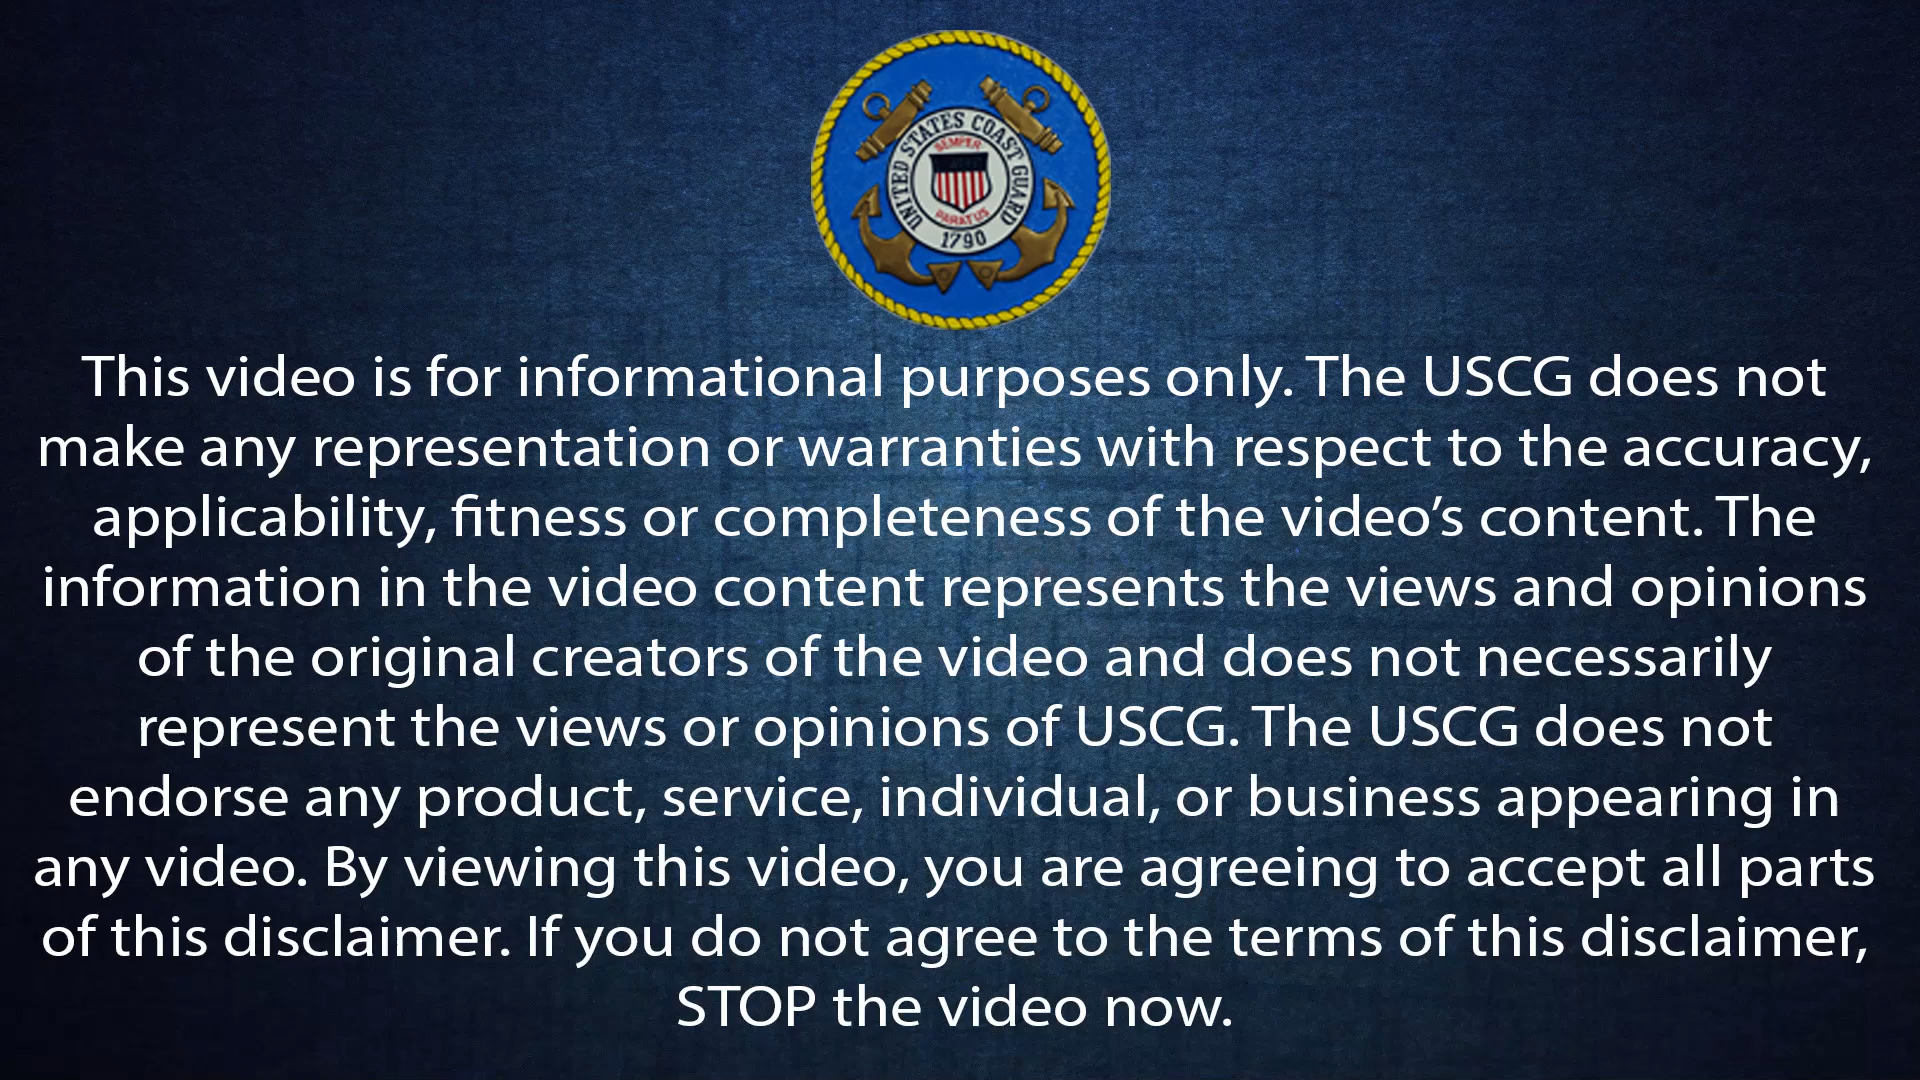 UNITED STATES COAST GUARD
SEMPER
PARATUS
1790
This video is for informational purposes only. The USCG does not
make any representation or warranties with respect to the accuracy,
applicability, fitness or completeness of the video’s content. The
information in the video content represents the views and opinions
of the original creators of the video and does not necessarily
represent the views or opinions of USCG. The USCG does not
endorse any product, service, individual, or business appearing in
any video. By viewing this video, you are agreeing to accept all parts
of this disclaimer. If you do not agree to the terms of this disclaimer,
STOP the video now.